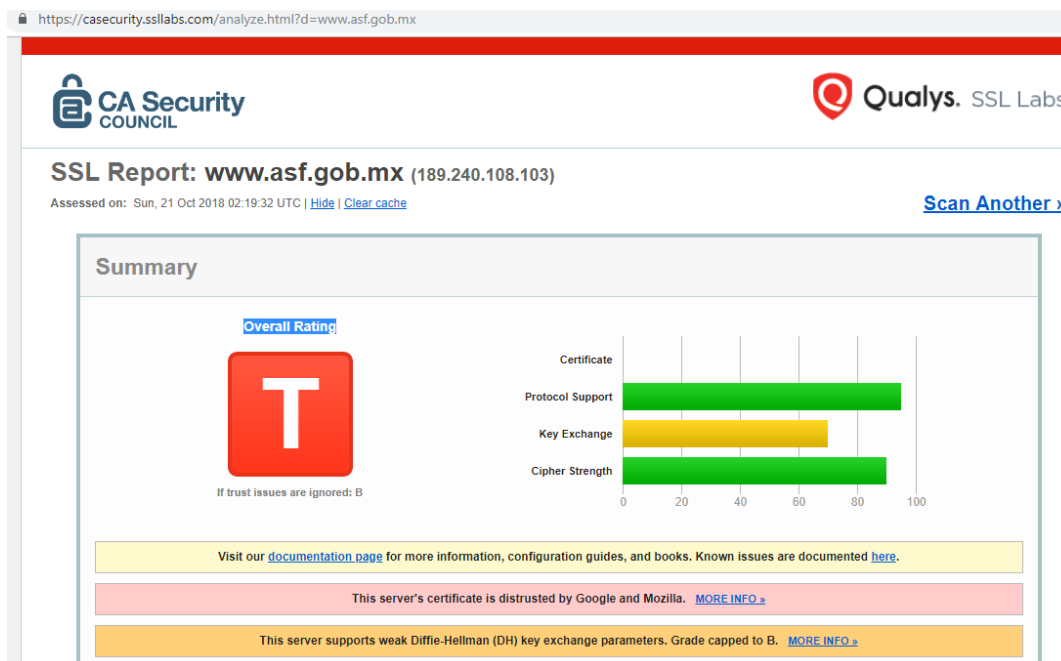 https://casecurity.ssllabs.com/analyze.html?d=www.asf.gob.mx
CA Security
COUNCIL
Qualys. SSL Labs
SSL Report: www.asf.gob.mx (189.240.108.103)
Assessed on: Sun, 21 Oct 2018 02:19:32 UTC | Hide | Clear cache
Scan Another »
Summary
Overall Rating
T
If trust issues are ignored: B
Certificate
Protocol Support
Key Exchange
Cipher Strength
0 20 40 60 80 100
Visit our documentation page for more information, configuration guides, and books. Known issues are documented here.
This server's certificate is distrusted by Google and Mozilla. MORE INFO »
This server supports weak Diffie-Hellman (DH) key exchange parameters. Grade capped to B. MORE INFO »